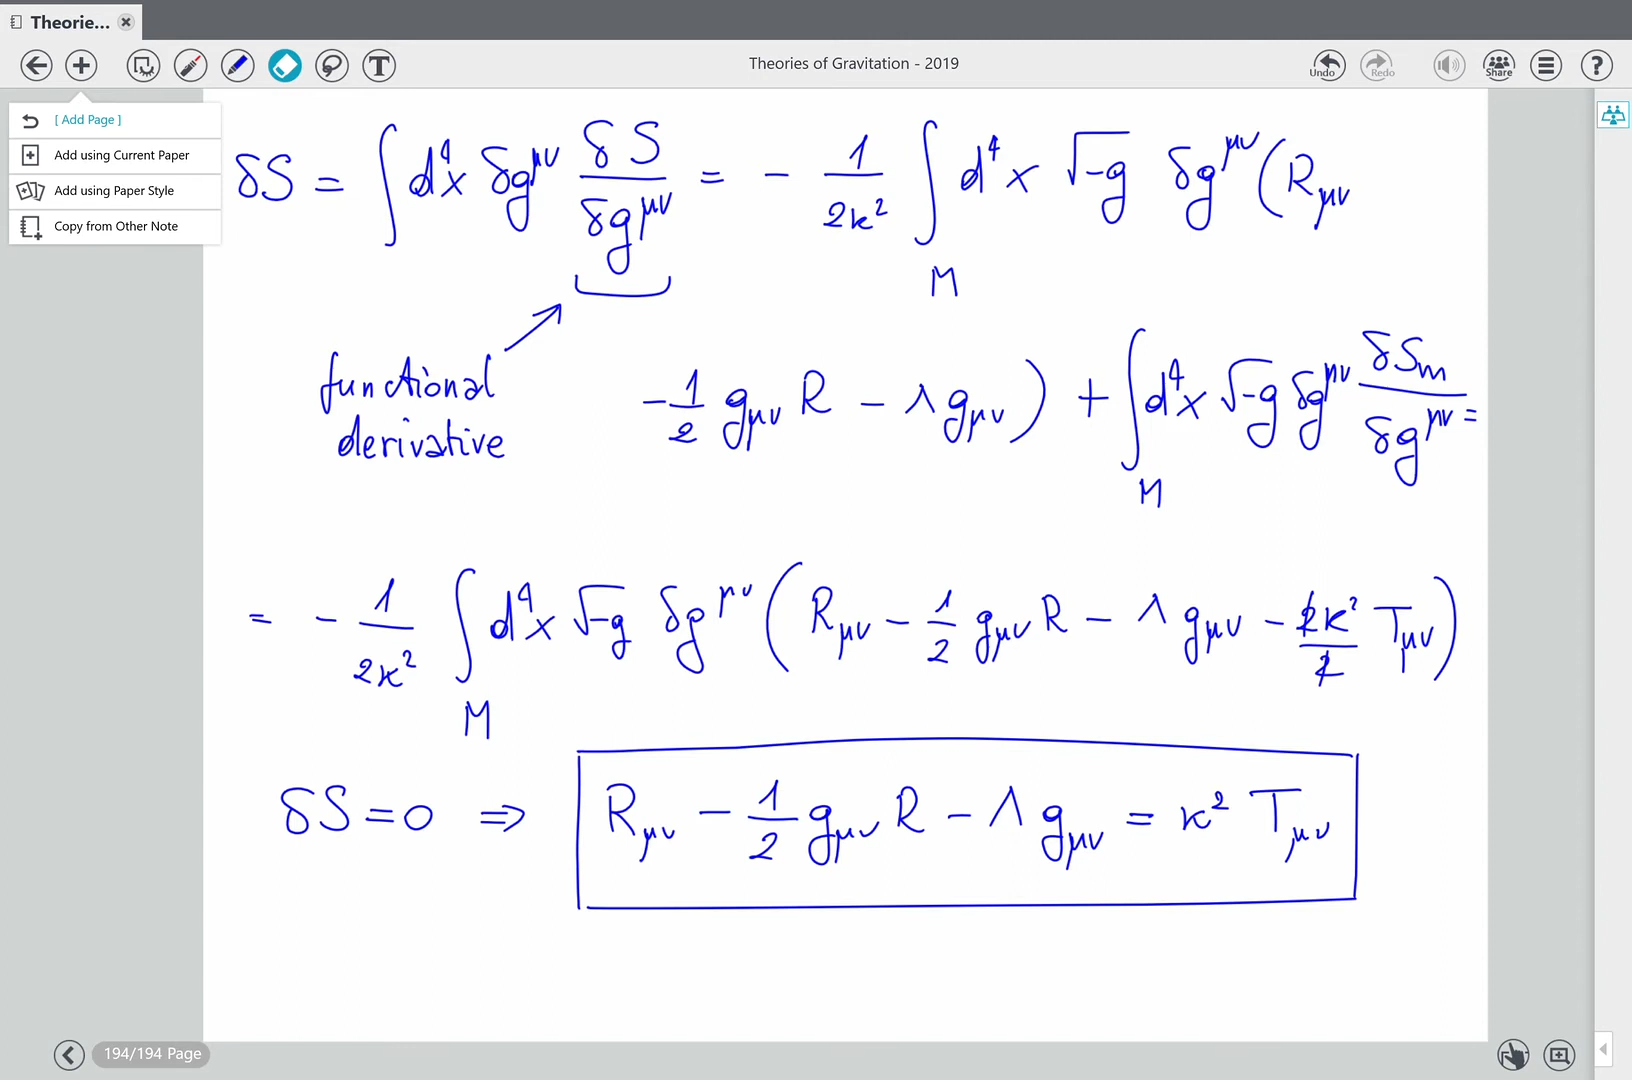 Theorie...
Theories of Gravitation - 2019
Undo
Redo
Share
[ Add Page ]
Add using Current Paper
Add using Paper Style
Copy from Other Note
δS = ∫ d⁴x δg^μν δS/δg^μν = - 1/2κ² ∫_M d⁴x √-g δg^μν (R_μν
functional
derivative
- 1/2 g_μν R - Λ g_μν) + ∫_M d⁴x √-g δg^μν δS_m/δg^μν =
= - 1/2κ² ∫_M d⁴x √-g δg^μν (R_μν - 1/2 g_μν R - Λ g_μν - 2κ²/2 T_μν)
δS = 0 ⇒ R_μν - 1/2 g_μν R - Λ g_μν = κ² T_μν
194/194 Page